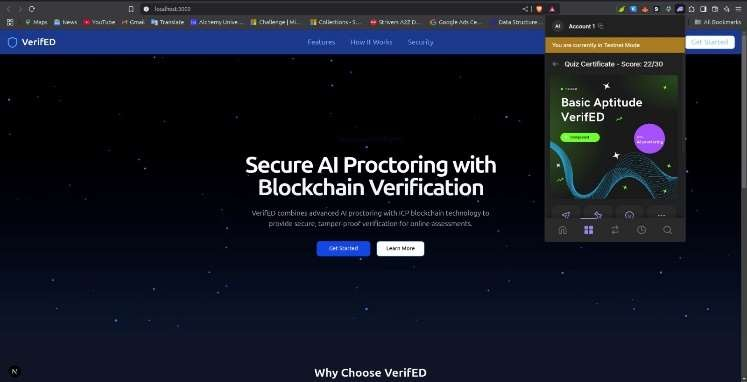 localhost:3000
Maps
News
YouTube
Gmail
Translate
Alchemy Unive...
Challenge | Mi...
Collections - S...
Strivers A2Z D...
Google Ads Ce...
Data Structure...
All Bookmarks
VerifED
Features
How It Works
Security
Get Started
Secure AI Proctoring with
Blockchain Verification
VerifED combines advanced AI proctoring with ICP blockchain technology to
provide secure, tamper-proof verification for online assessments.
Get Started
Learn More
Why Choose VerifED
N
A1
Account 1
You are currently in Testnet Mode
Quiz Certificate - Score: 22/30
Basic Aptitude
VerifED
AI proctoring